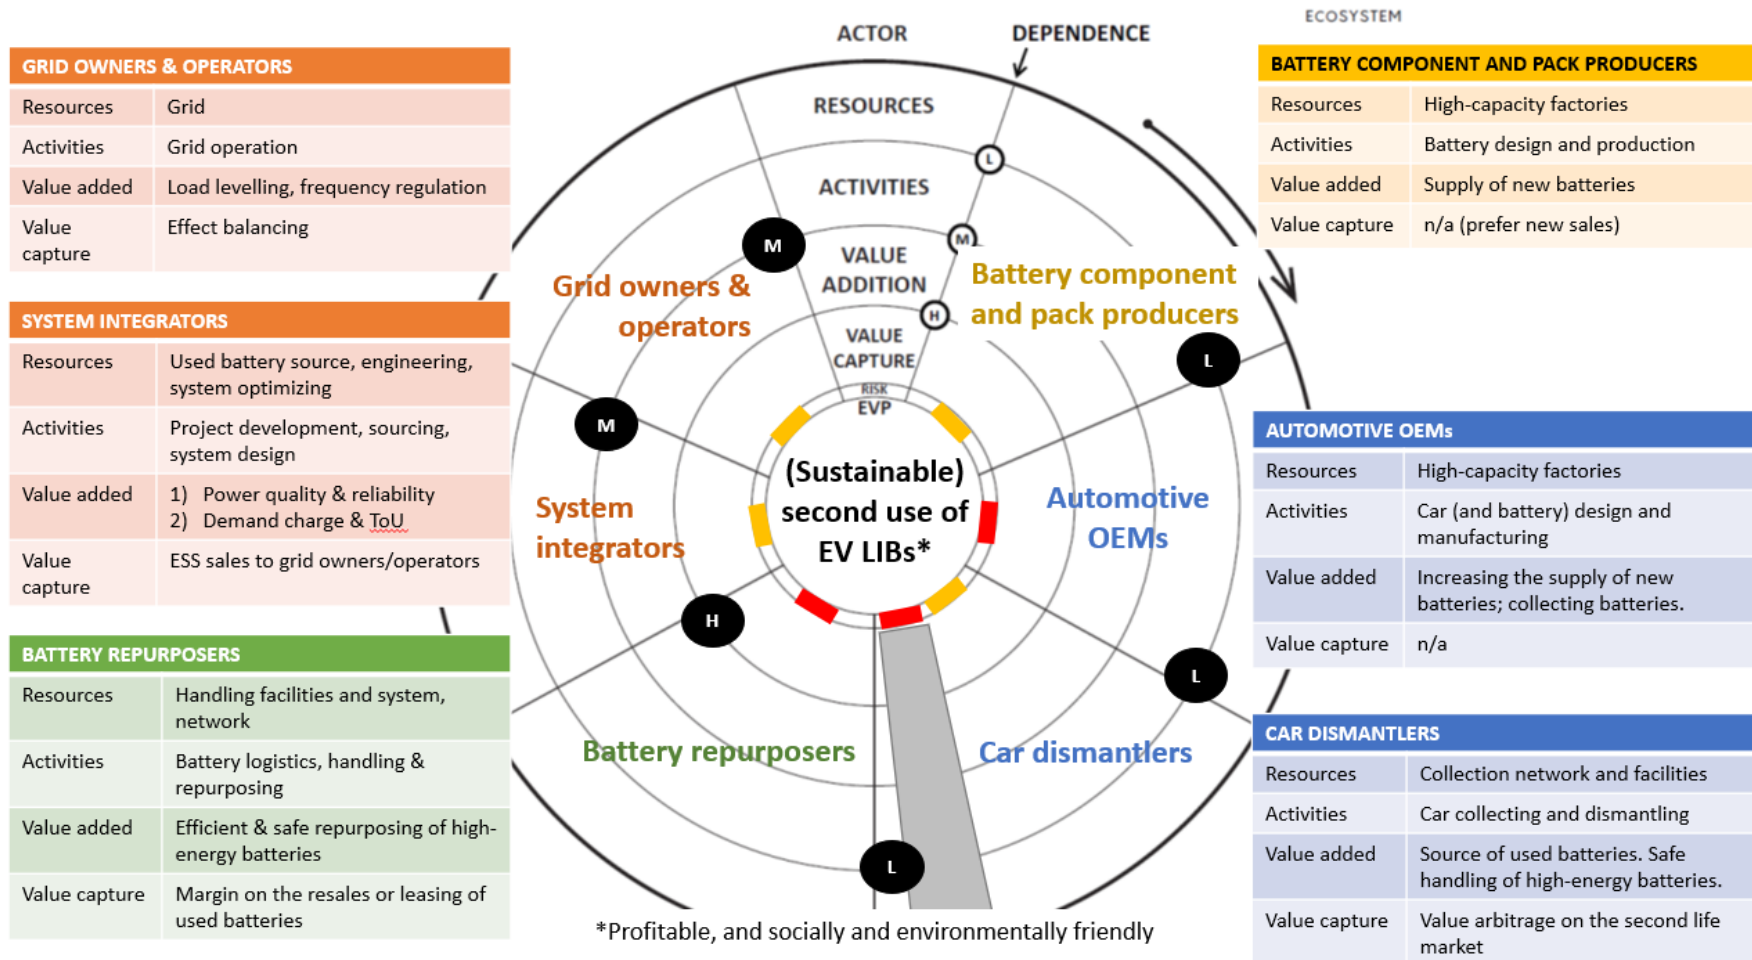 ECOSYSTEM
ACTOR
DEPENDENCE
GRID OWNERS & OPERATORS
Resources Grid
Activities Grid operation
Value added Load levelling, frequency regulation
Value capture Effect balancing
SYSTEM INTEGRATORS
Resources Used battery source, engineering,
system optimizing
Activities Project development, sourcing,
system design
Value added 1) Power quality & reliability
2) Demand charge & ToU
Value capture ESS sales to grid owners/operators
BATTERY REPURPOSERS
Resources Handling facilities and system,
network
Activities Battery logistics, handling &
repurposing
Value added Efficient & safe repurposing of high-
energy batteries
Value capture Margin on the resales or leasing of
used batteries
RESOURCES
L
ACTIVITIES
M
M
VALUE
ADDITION
H
VALUE
CAPTURE
RISK
EVP
Grid owners &
operators
Battery component
and pack producers
L
M
(Sustainable)
second use of
EV LIBs*
System
integrators
Automotive
OEMs
H
L
Battery repurposers
Car dismantlers
L
*Profitable, and socially and environmentally friendly
BATTERY COMPONENT AND PACK PRODUCERS
Resources High-capacity factories
Activities Battery design and production
Value added Supply of new batteries
Value capture n/a (prefer new sales)
AUTOMOTIVE OEMs
Resources High-capacity factories
Activities Car (and battery) design and
manufacturing
Value added Increasing the supply of new
batteries; collecting batteries.
Value capture n/a
CAR DISMANTLERS
Resources Collection network and facilities
Activities Car collecting and dismantling
Value added Source of used batteries. Safe
handling of high-energy batteries.
Value capture Value arbitrage on the second life
market